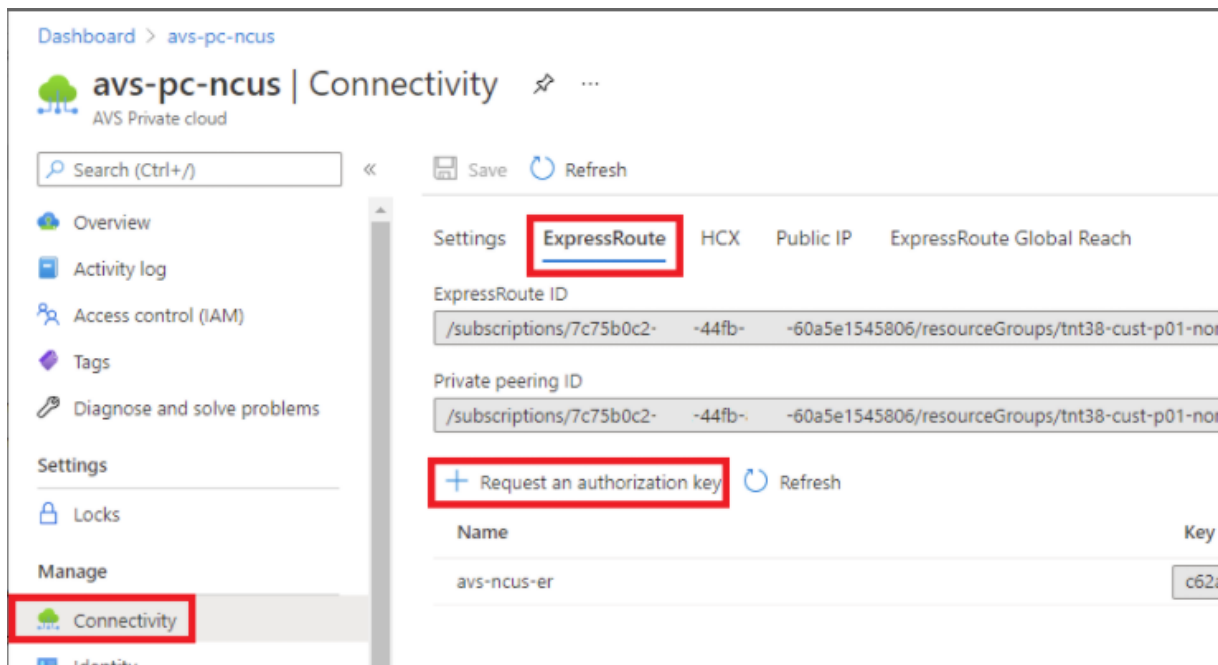 Dashboard > avs-pc-ncus
avs-pc-ncus | Connectivity ...
AVS Private cloud
Search (Ctrl+/)
«
Save Refresh
Overview
Activity log
Access control (IAM)
Tags
Diagnose and solve problems
Settings
Locks
Manage
Connectivity
Identity
Settings ExpressRoute HCX Public IP ExpressRoute Global Reach
ExpressRoute ID
/subscriptions/7c75b0c2- -44fb- -60a5e1545806/resourceGroups/tnt38-cust-p01-nor
Private peering ID
/subscriptions/7c75b0c2- -44fb- -60a5e1545806/resourceGroups/tnt38-cust-p01-nor
+ Request an authorization key Refresh
Name Key
avs-ncus-er c62a